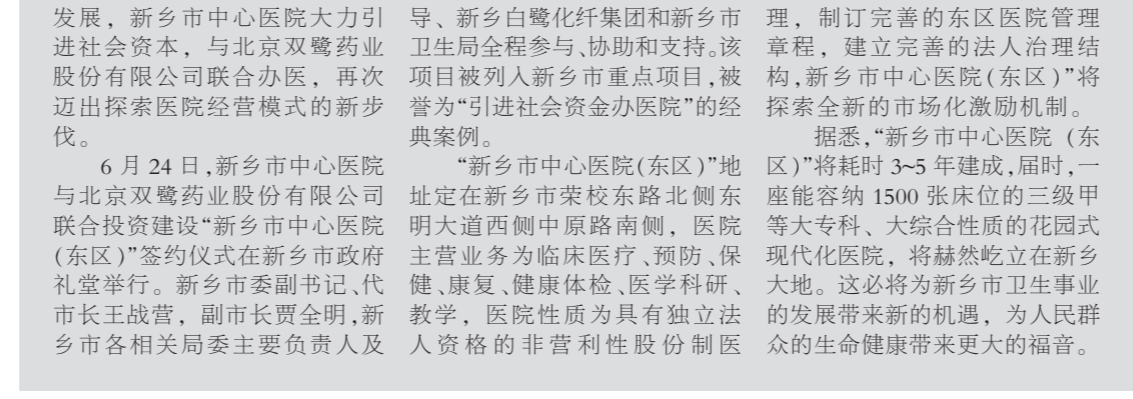 发展，新乡市中心医院大力引
进社会资本，与北京双鹭药业
股份有限公司联合办医，再次
迈出探索医院经营模式的新步
伐。
6 月 24 日,新乡市中心医院
与北京双鹭药业股份有限公司
联合投资建设“新乡市中心医院
(东区)”签约仪式在新乡市政府
礼堂举行。新乡市委副书记、代
市长王战营，副市长贾全明,新
乡市各相关局委主要负责人及
导、新乡白鹭化纤集团和新乡市
卫生局全程参与、协助和支持。该
项目被列入新乡市重点项目,被
誉为“引进社会资金办医院”的经
典案例。
“新乡市中心医院(东区)”地
址定在新乡市荣校东路北侧东
明大道西侧中原路南侧，医院
主营业务为临床医疗、预防、保
健、康复、健康体检、医学科研、
教学，医院性质为具有独立法
人资格的非营利性股份制医
理，制订完善的东区医院管理
章程，建立完善的法人治理结
构,新乡市中心医院(东区)”将
探索全新的市场化激励机制。
据悉,“新乡市中心医院 (东
区)”将耗时 3~5 年建成,届时,一
座能容纳 1500 张床位的三级甲
等大专科、大综合性质的花园式
现代化医院，将赫然屹立在新乡
大地。这必将为新乡市卫生事业
的发展带来新的机遇，为人民群
众的生命健康带来更大的福音。